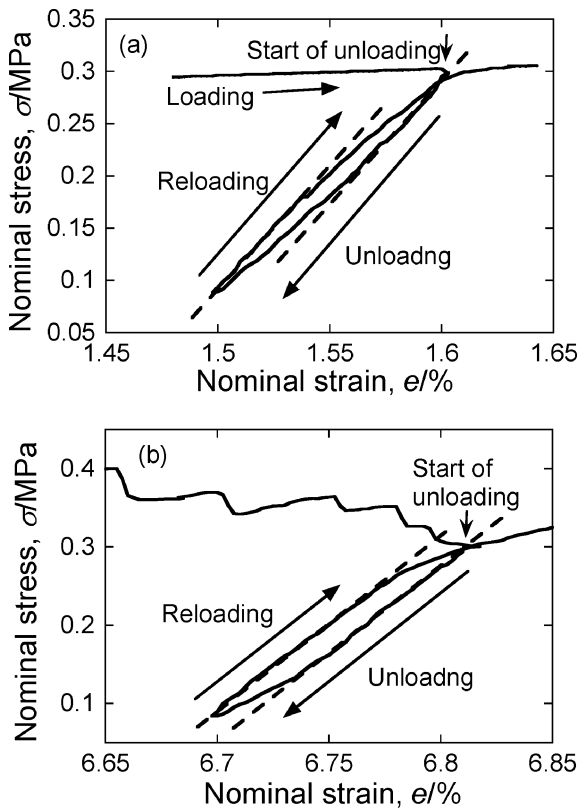 (a)
Start of unloading
Loading
Reloading
Unloadng
Nominal stress, σ/MPa
0.35
0.3
0.25
0.2
0.15
0.1
0.05
1.45 1.5 1.55 1.6 1.65
Nominal strain, e/%
(b)
Start of
unloading
Reloading
Unloadng
Nominal stress, σ/MPa
0.4
0.3
0.2
0.1
6.65 6.7 6.75 6.8 6.85
Nominal strain, e/%